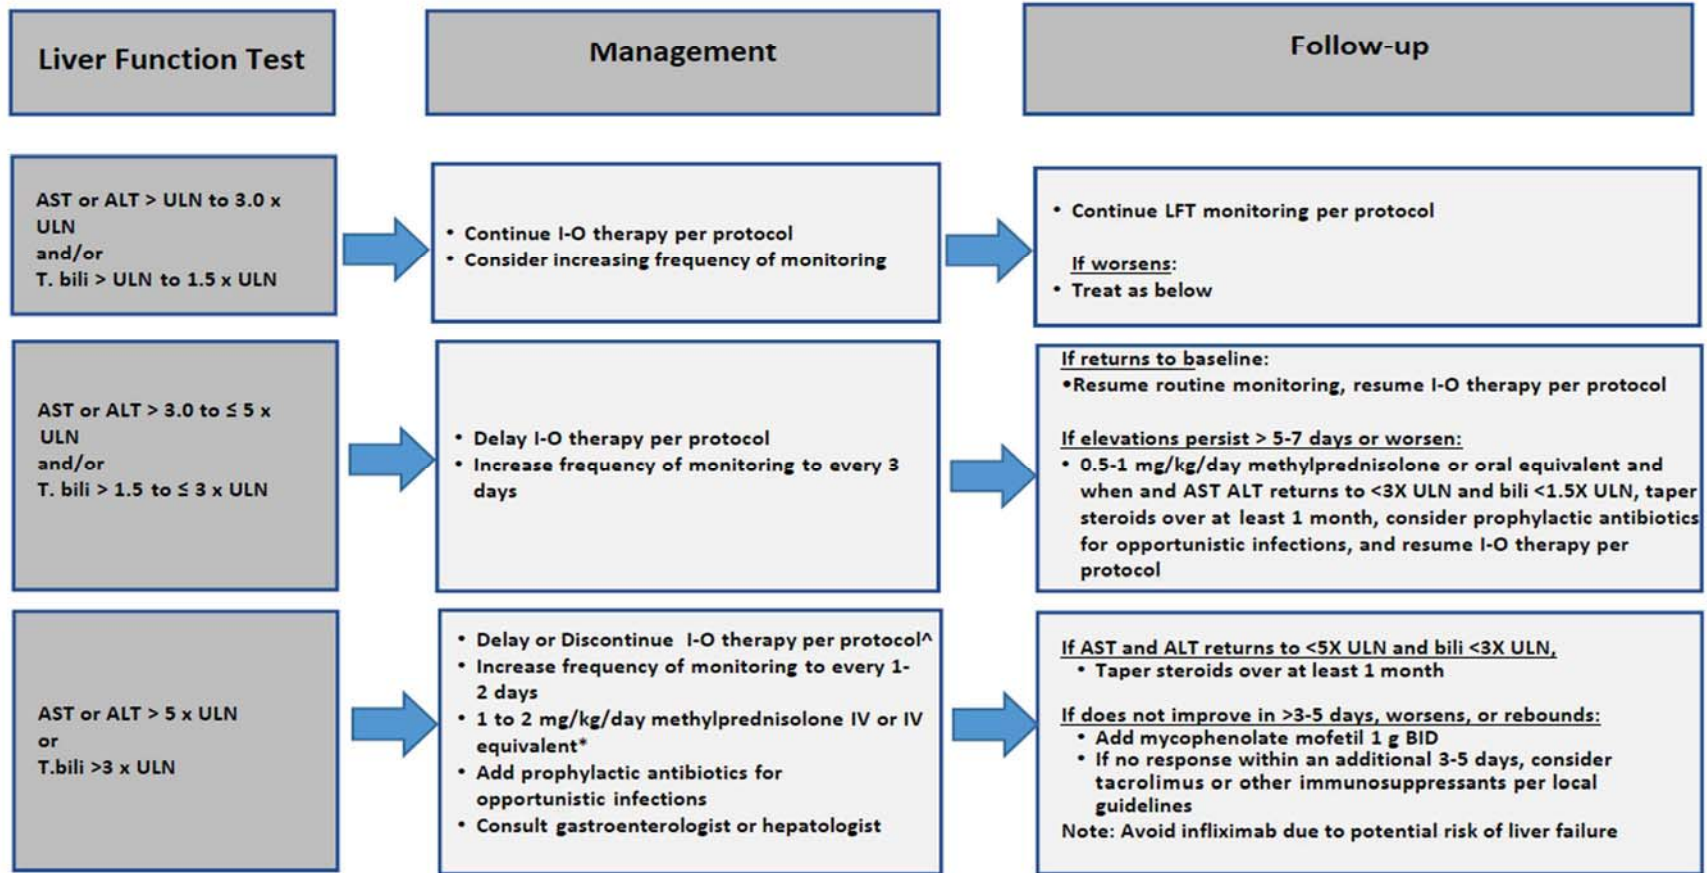 Liver Function Test
Management
Follow-up
AST or ALT > ULN to 3.0 x
ULN
and/or
T. bili > ULN to 1.5 x ULN
• Continue I-O therapy per protocol
• Consider increasing frequency of monitoring
• Continue LFT monitoring per protocol
If worsens:
• Treat as below
AST or ALT > 3.0 to ≤ 5 x
ULN
and/or
T. bili > 1.5 to ≤ 3 x ULN
• Delay I-O therapy per protocol
• Increase frequency of monitoring to every 3
days
If returns to baseline:
•Resume routine monitoring, resume I-O therapy per protocol
If elevations persist > 5-7 days or worsen:
• 0.5-1 mg/kg/day methylprednisolone or oral equivalent and
when and AST ALT returns to <3X ULN and bili <1.5X ULN, taper
steroids over at least 1 month, consider prophylactic antibiotics
for opportunistic infections, and resume I-O therapy per
protocol
AST or ALT > 5 x ULN
or
T.bili >3 x ULN
• Delay or Discontinue I-O therapy per protocol^
• Increase frequency of monitoring to every 1-
2 days
• 1 to 2 mg/kg/day methylprednisolone IV or IV
equivalent*
• Add prophylactic antibiotics for
opportunistic infections
• Consult gastroenterologist or hepatologist
If AST and ALT returns to <5X ULN and bili <3X ULN,
• Taper steroids over at least 1 month
If does not improve in >3-5 days, worsens, or rebounds:
• Add mycophenolate mofetil 1 g BID
• If no response within an additional 3-5 days, consider
tacrolimus or other immunosuppressants per local
guidelines
Note: Avoid infliximab due to potential risk of liver failure